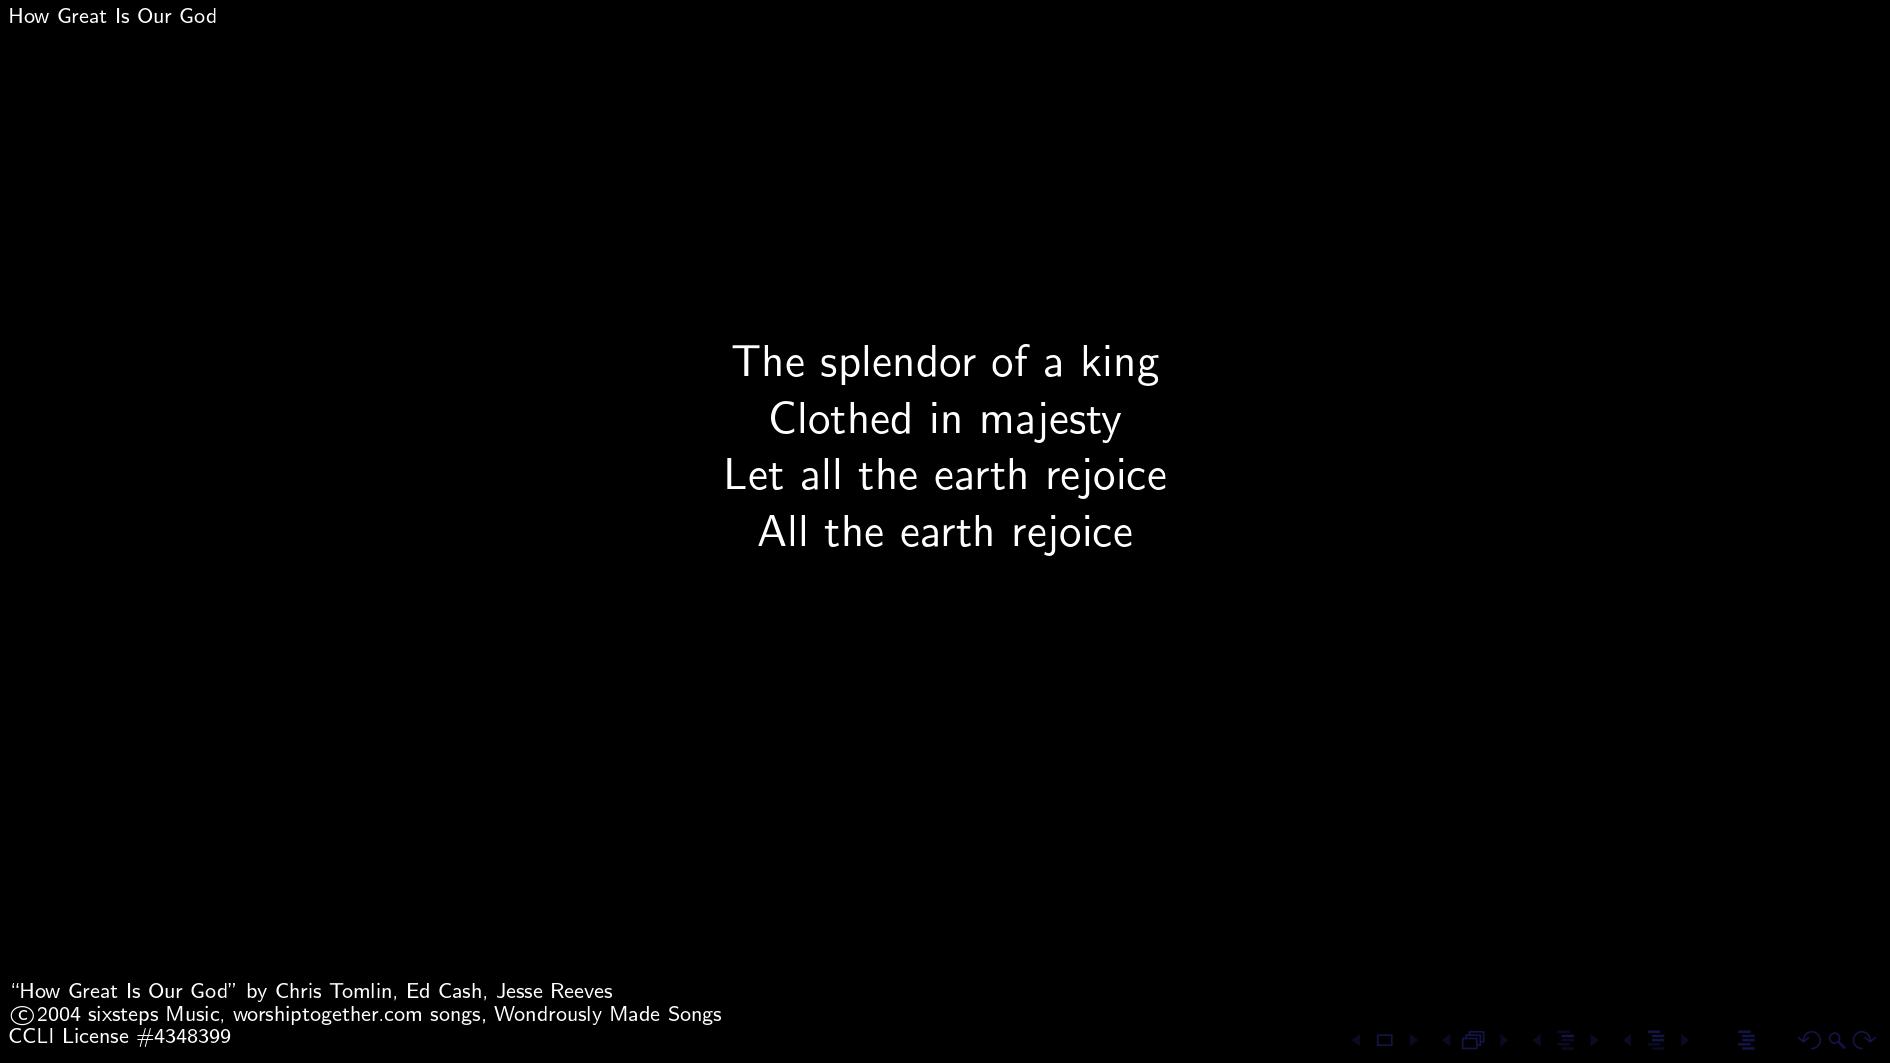 How Great Is Our God
The splendor of a king
Clothed in majesty
Let all the earth rejoice
All the earth rejoice
“How Great Is Our God” by Chris Tomlin, Ed Cash, Jesse Reeves
©2004 sixsteps Music, worshiptogether.com songs, Wondrously Made Songs
CCLI License #4348399